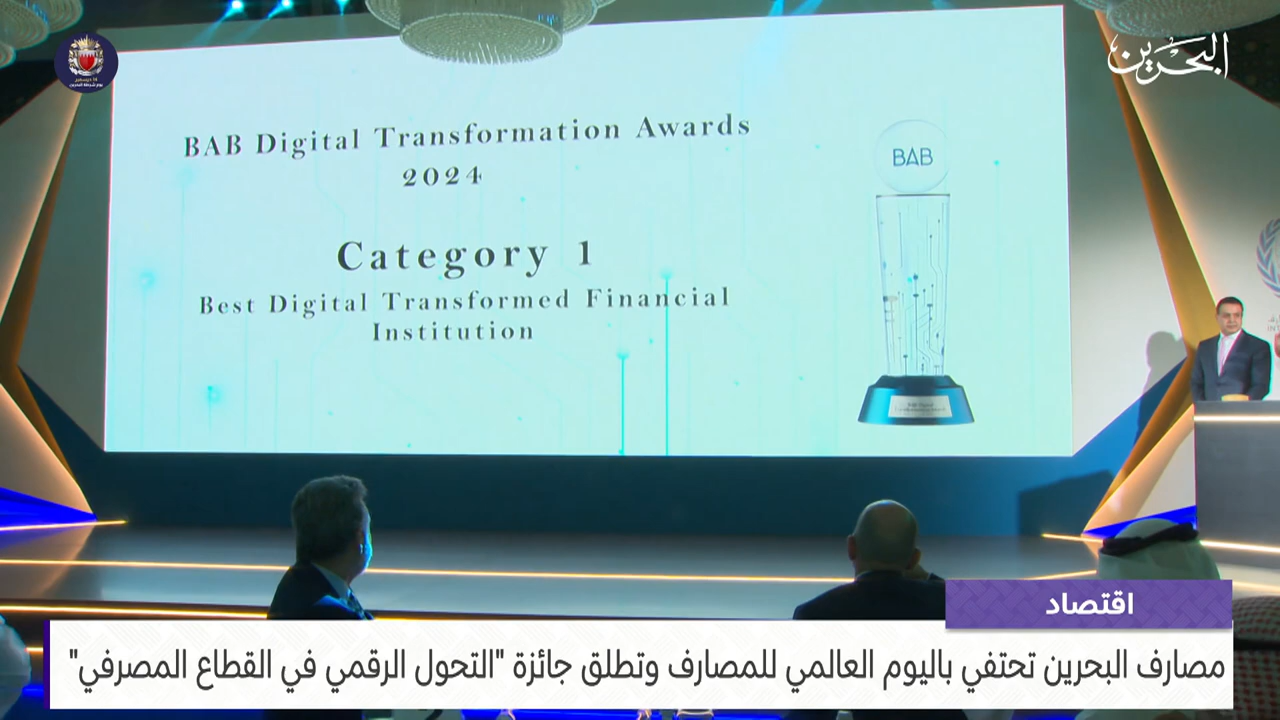 البحرين
BAB Digital Transformation Awards
2024
BAB
Category 1
Best Digital Transformed Financial
Institution
اقتصاد
مصارف البحرين تحتفي باليوم العالمي للمصارف وتطلق جائزة "التحول الرقمي في القطاع المصرفي"